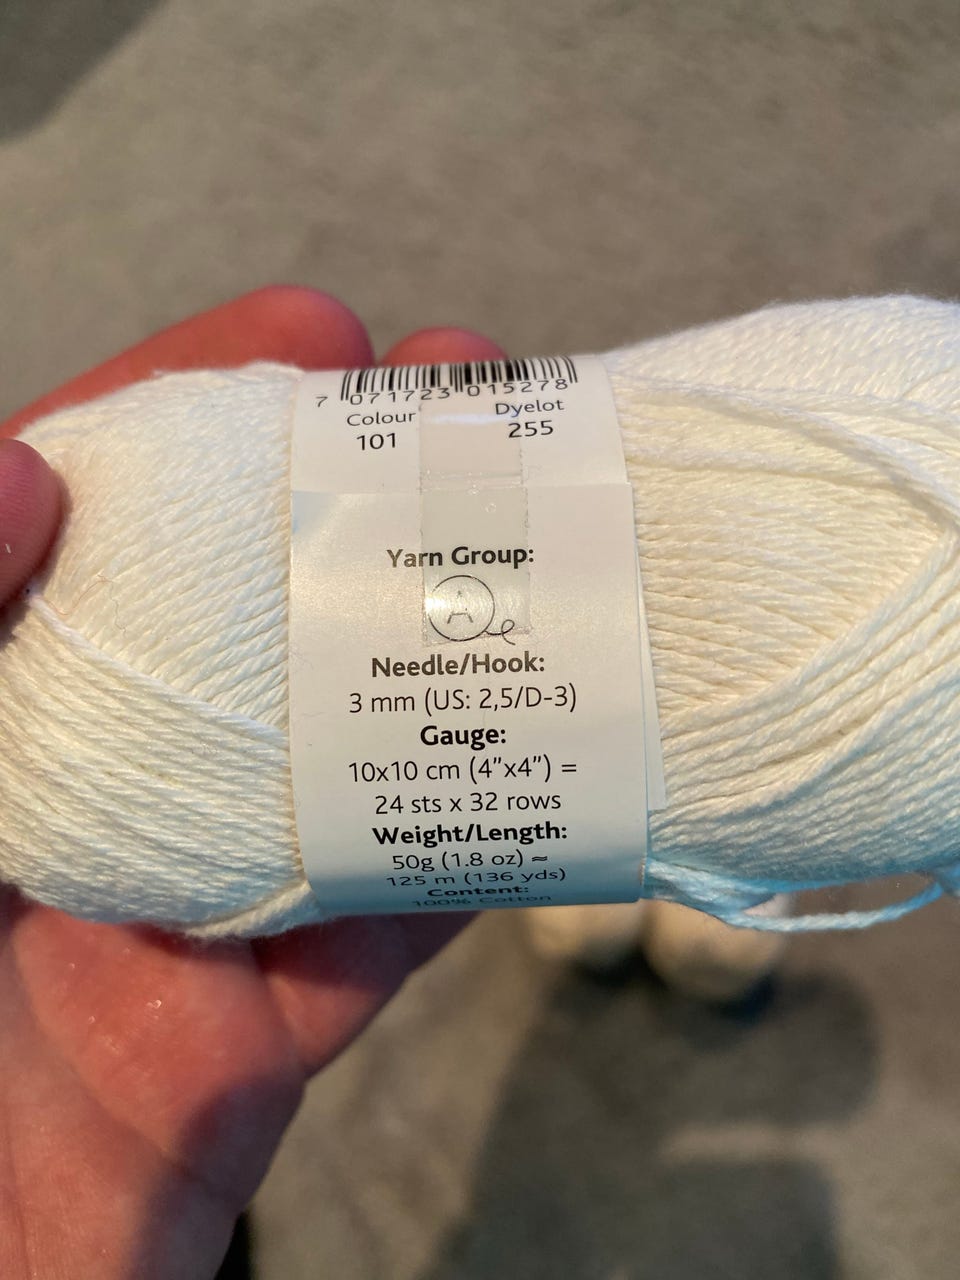 7 071723 015278
Colour
101
Dyelot
255
Yarn Group:
A
Needle/Hook:
3 mm (US: 2,5/D-3)
Gauge:
10x10 cm (4”x4”) =
24 sts x 32 rows
Weight/Length:
50g (1.8 oz) ≈
125 m (136 yds)
Content:
100% Cotton